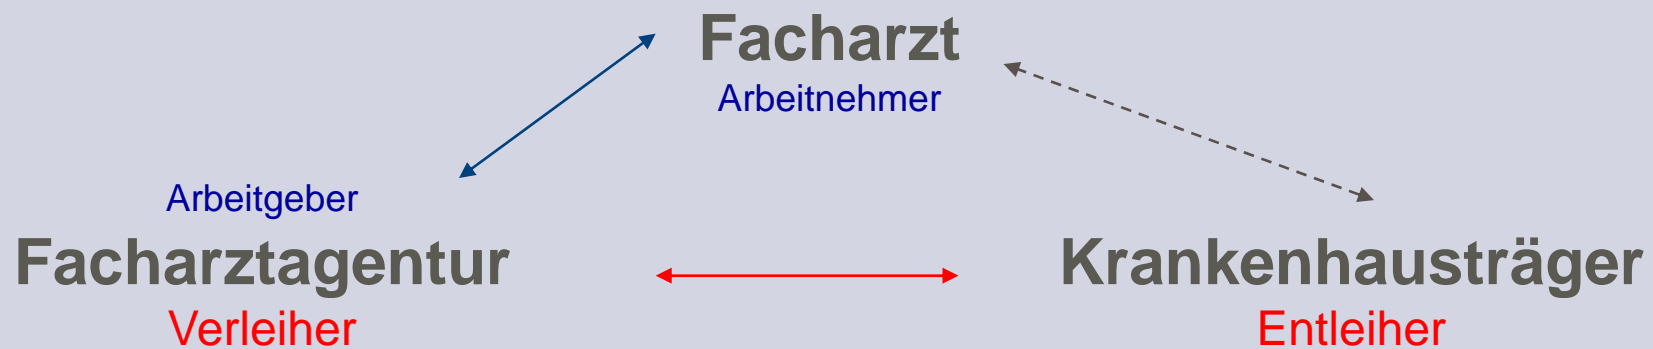 Facharzt
Arbeitnehmer
Arbeitgeber
Facharztagentur
Krankenhausträger
Verleiher
Entleiher